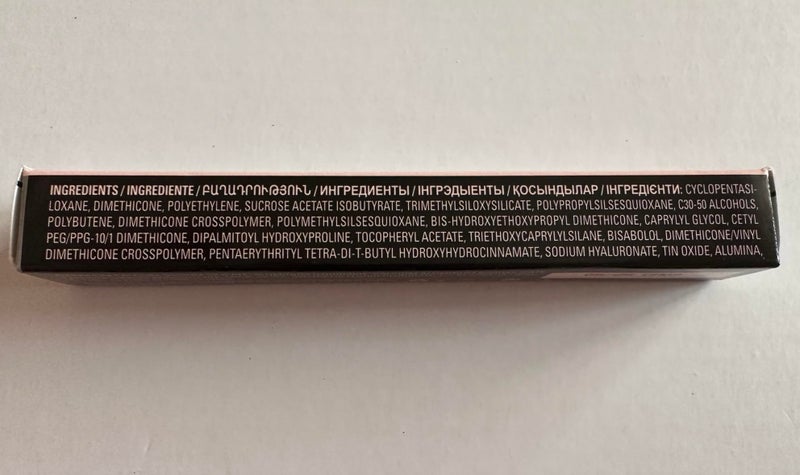 INGREDIENTS / INGREDIENTE / ԲԱՂԱԴՐՈՒԹՅՈՒՆ / ИНГРЕДИЕНТЫ / ІНГРЭДЫЕНТЫ / ҚОСЫНДЫЛАР / ІНГРЕДІЄНТИ: CYCLOPENTASI-
LOXANE, DIMETHICONE, POLYETHYLENE, SUCROSE ACETATE ISOBUTYRATE, TRIMETHYLSILOXYSILICATE, POLYPROPYLSILSESQUIOXANE, C30-50 ALCOHOLS,
POLYBUTENE, DIMETHICONE CROSSPOLYMER, POLYMETHYLSILSESQUIOXANE, BIS-HYDROXYETHOXYPROPYL DIMETHICONE, CAPRYLYL GLYCOL, CETYL
PEG/PPG-10/1 DIMETHICONE, DIPALMITOYL HYDROXYPROLINE, TOCOPHERYL ACETATE, TRIETHOXYCAPRYLYLSILANE, BISABOLOL, DIMETHICONE/VINYL
DIMETHICONE CROSSPOLYMER, PENTAERYTHRITYL TETRA-DI-T-BUTYL HYDROXYHYDROCINNAMATE, SODIUM HYALURONATE, TIN OXIDE, ALUMINA,